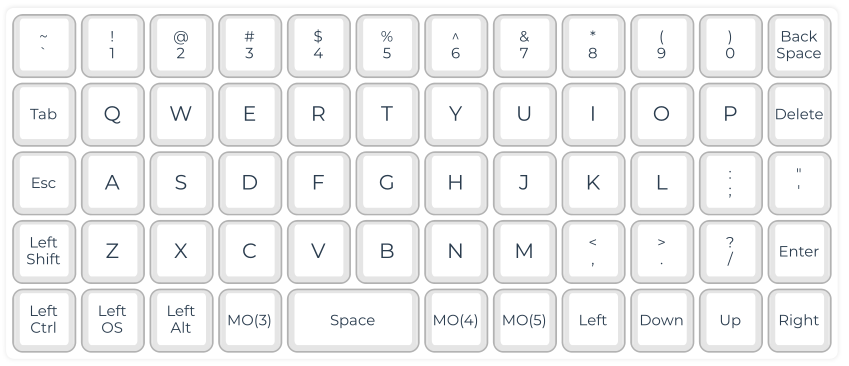 ~ ! @ # $ % ^ & * ( ) Back
` 1 2 3 4 5 6 7 8 9 0 Space
Tab Q W E R T Y U I O P Delete
Esc A S D F G H J K L : "
; '
Left Shift Z X C V B N M < > ? Enter
, . /
Left Left Left MO(3) Space MO(4) MO(5) Left Down Up Right
Ctrl OS Alt